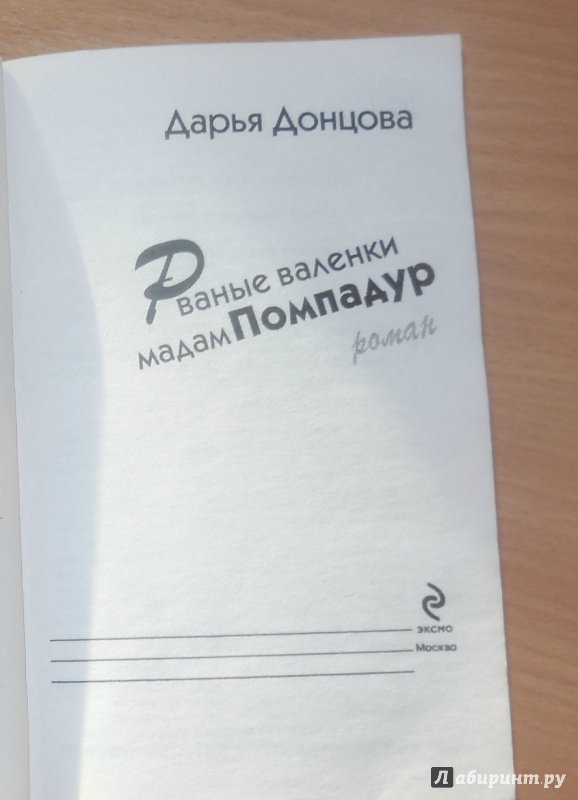 Дарья Донцова
Рваные валенки
мадам Помпадур
роман
эксмо
Москва
Лабиринт.ру